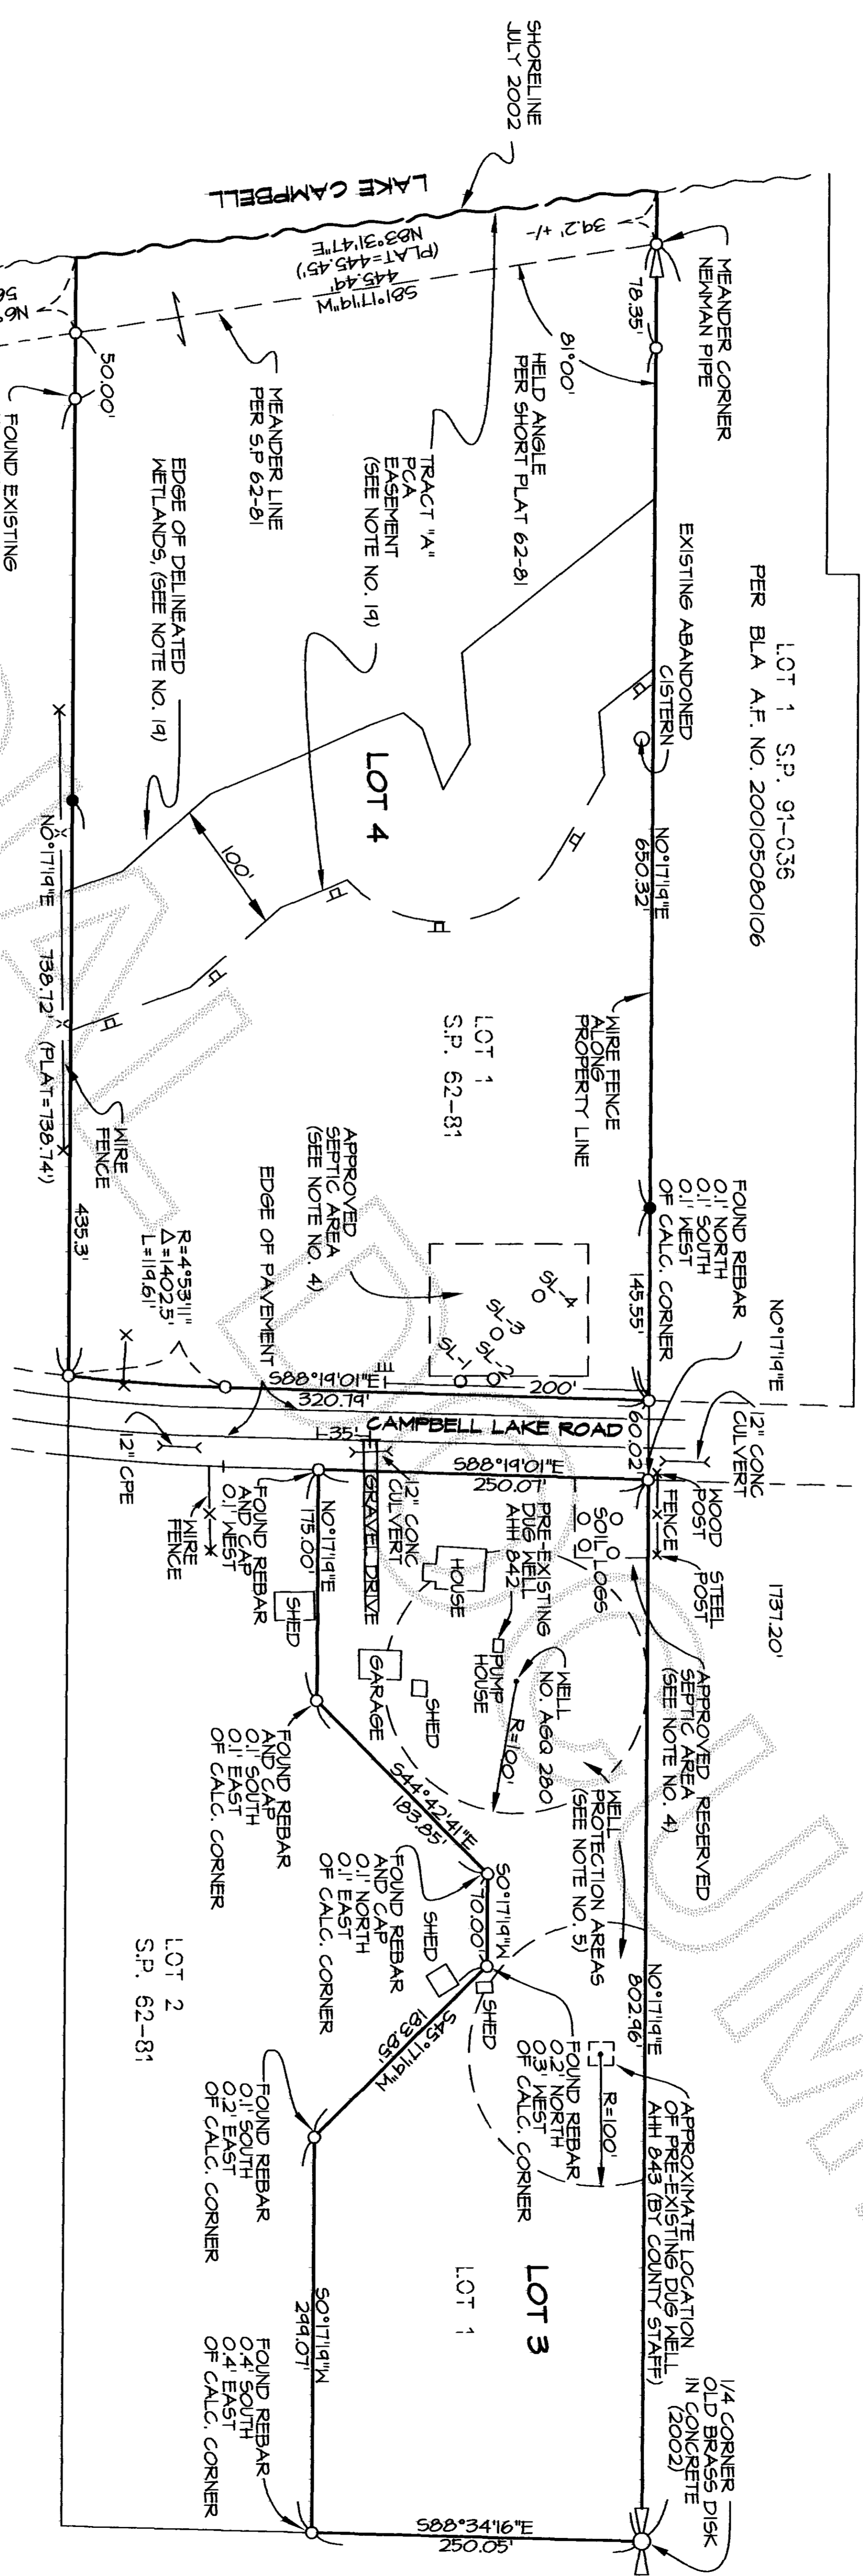 SHORELINE
JULY 2002
LAKE CAMPBELL
N83°31'47"E
(PLAT=445.45')
445.49'
S81°17'19"W
39.2' +/-
MEANDER CORNER
NEWMAN PIPE
78.35'
81°00'
HELD ANGLE
PER SHORT PLAT 62-81
MEANDER LINE
PER S.P 62-81
50.00'
FOUND EXISTING
TRACT "A"
PCA
EASEMENT
(SEE NOTE NO. 19)
EDGE OF DELINEATED
WETLANDS, (SEE NOTE NO. 19)
LOT 1 S.P. 91-036
PER BLA A.F. NO. 200105080106
EXISTING ABANDONED
CISTERN
LOT 4
100'
N0°17'19"E
650.32'
N0°17'19"E 738.72' (PLAT=738.74')
WIRE FENCE
ALONG
PROPERTY LINE
LOT 1
S.P. 62-81
WIRE
FENCE
435.3'
APPROVED
SEPTIC AREA
(SEE NOTE NO. 4)
SL-4
SL-3
SL-2
SL-1
FOUND REBAR
0.1' NORTH
0.1' SOUTH
0.1' WEST
OF CALC. CORNER
145.55'
N0°17'19"E
1737.20'
EDGE OF PAVEMENT
R=4°53'11"
Δ=1402.5'
L=119.61'
S88°19'01"E
320.79'
200'
CAMPBELL LAKE ROAD
60.02'
35'
12" CONC
CULVERT
12" CPE
S88°19'01"E
250.07'
WOOD
POST
FENCE
STEEL
POST
12" CONC
CULVERT
GRAVEL DRIVE
FOUND REBAR
AND CAP
0.1' WEST
WIRE
FENCE
N0°17'19"E
175.00'
SHED
SOIL LOGS
HOUSE
PRE-EXISTING
DUG WELL
AHH 842
PUMP
HOUSE
GARAGE
SHED
WELL
NO. AGQ 280
R=100'
APPROVED RESERVED
SEPTIC AREA
(SEE NOTE NO. 4)
WELL
PROTECTION AREAS
(SEE NOTE NO. 5)
FOUND REBAR
AND CAP
0.1' SOUTH
0.1' EAST
OF CALC. CORNER
S44°42'41"E
183.85'
FOUND REBAR
AND CAP
0.1' NORTH
0.1' EAST
OF CALC. CORNER
S0°17'19"W
70.00'
SHED
SHED
N0°17'19"E
802.96'
LOT 2
S.P. 62-81
S45°17'19"W
183.85'
FOUND REBAR
0.2' NORTH
0.3' WEST
OF CALC. CORNER
R=100'
APPROXIMATE LOCATION
OF PRE-EXISTING DUG WELL
AHH 843 (BY COUNTY STAFF)
FOUND REBAR
0.1' SOUTH
0.2' EAST
OF CALC. CORNER
LOT 3
LOT 1
S0°17'19"W
299.07'
FOUND REBAR
0.4' SOUTH
0.4' EAST
OF CALC. CORNER
1/4 CORNER
OLD BRASS DISK
IN CONCRETE
(2002)
S88°34'16"E
250.05'